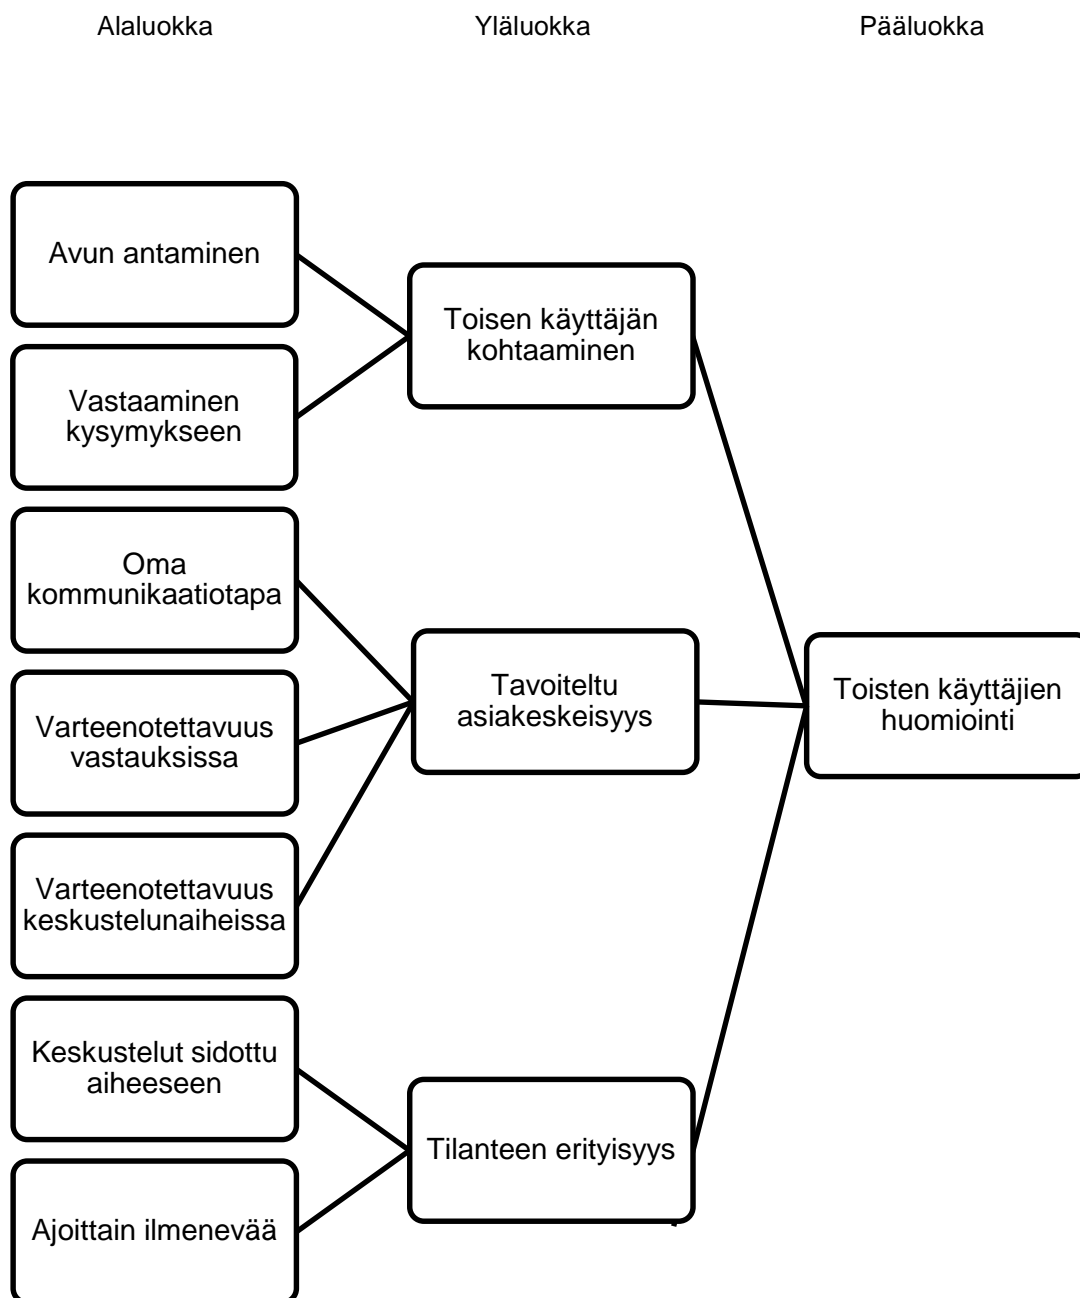 Alaluokka
Yläluokka
Pääluokka
Avun antaminen
Vastaaminen
kysymykseen
Oma
kommunikaatiotapa
Varteenotettavuus
vastauksissa
Varteenotettavuus
keskustelunaiheissa
Keskustelut sidottu
aiheeseen
Ajoittain ilmenevää
Toisen käyttäjän
kohtaaminen
Tavoiteltu
asiakeskeisyys
Tilanteen erityisyys
Toisten käyttäjien
huomiointi